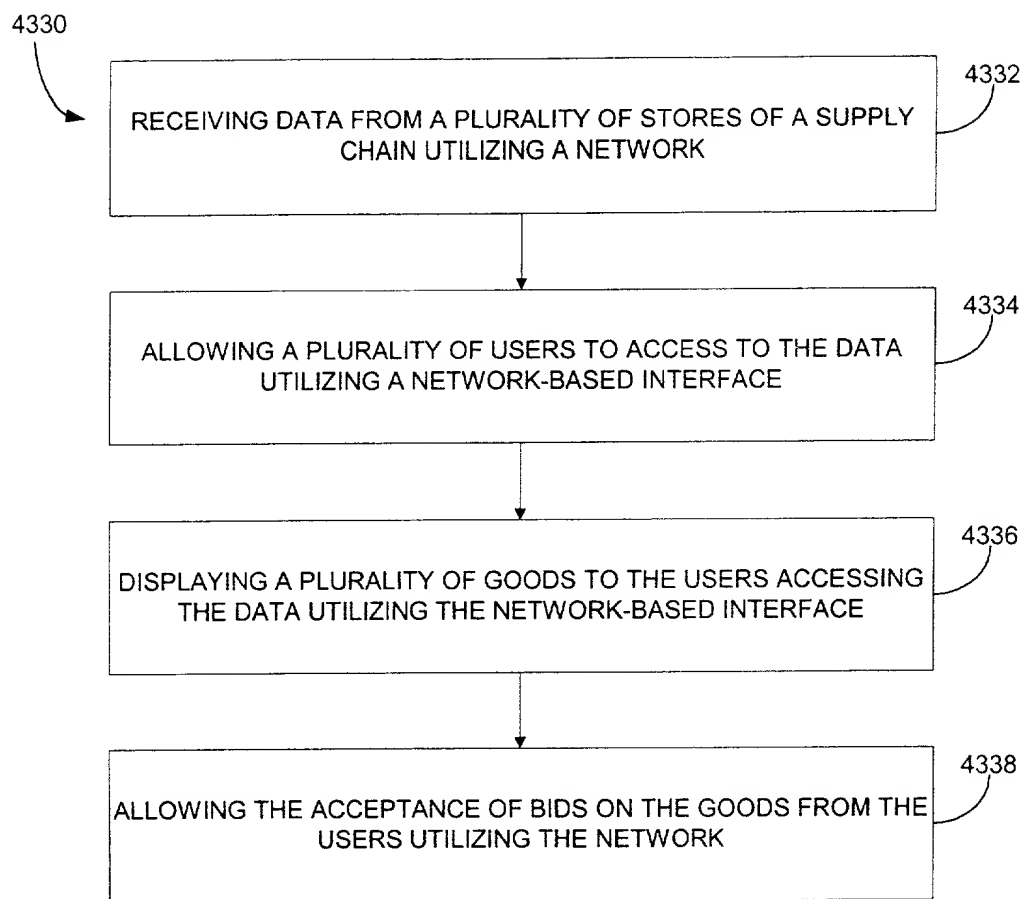 4330
4332
RECEIVING DATA FROM A PLURALITY OF STORES OF A SUPPLY
CHAIN UTILIZING A NETWORK
4334
ALLOWING A PLURALITY OF USERS TO ACCESS TO THE DATA
UTILIZING A NETWORK-BASED INTERFACE
4336
DISPLAYING A PLURALITY OF GOODS TO THE USERS ACCESSING
THE DATA UTILIZING THE NETWORK-BASED INTERFACE
4338
ALLOWING THE ACCEPTANCE OF BIDS ON THE GOODS FROM THE
USERS UTILIZING THE NETWORK